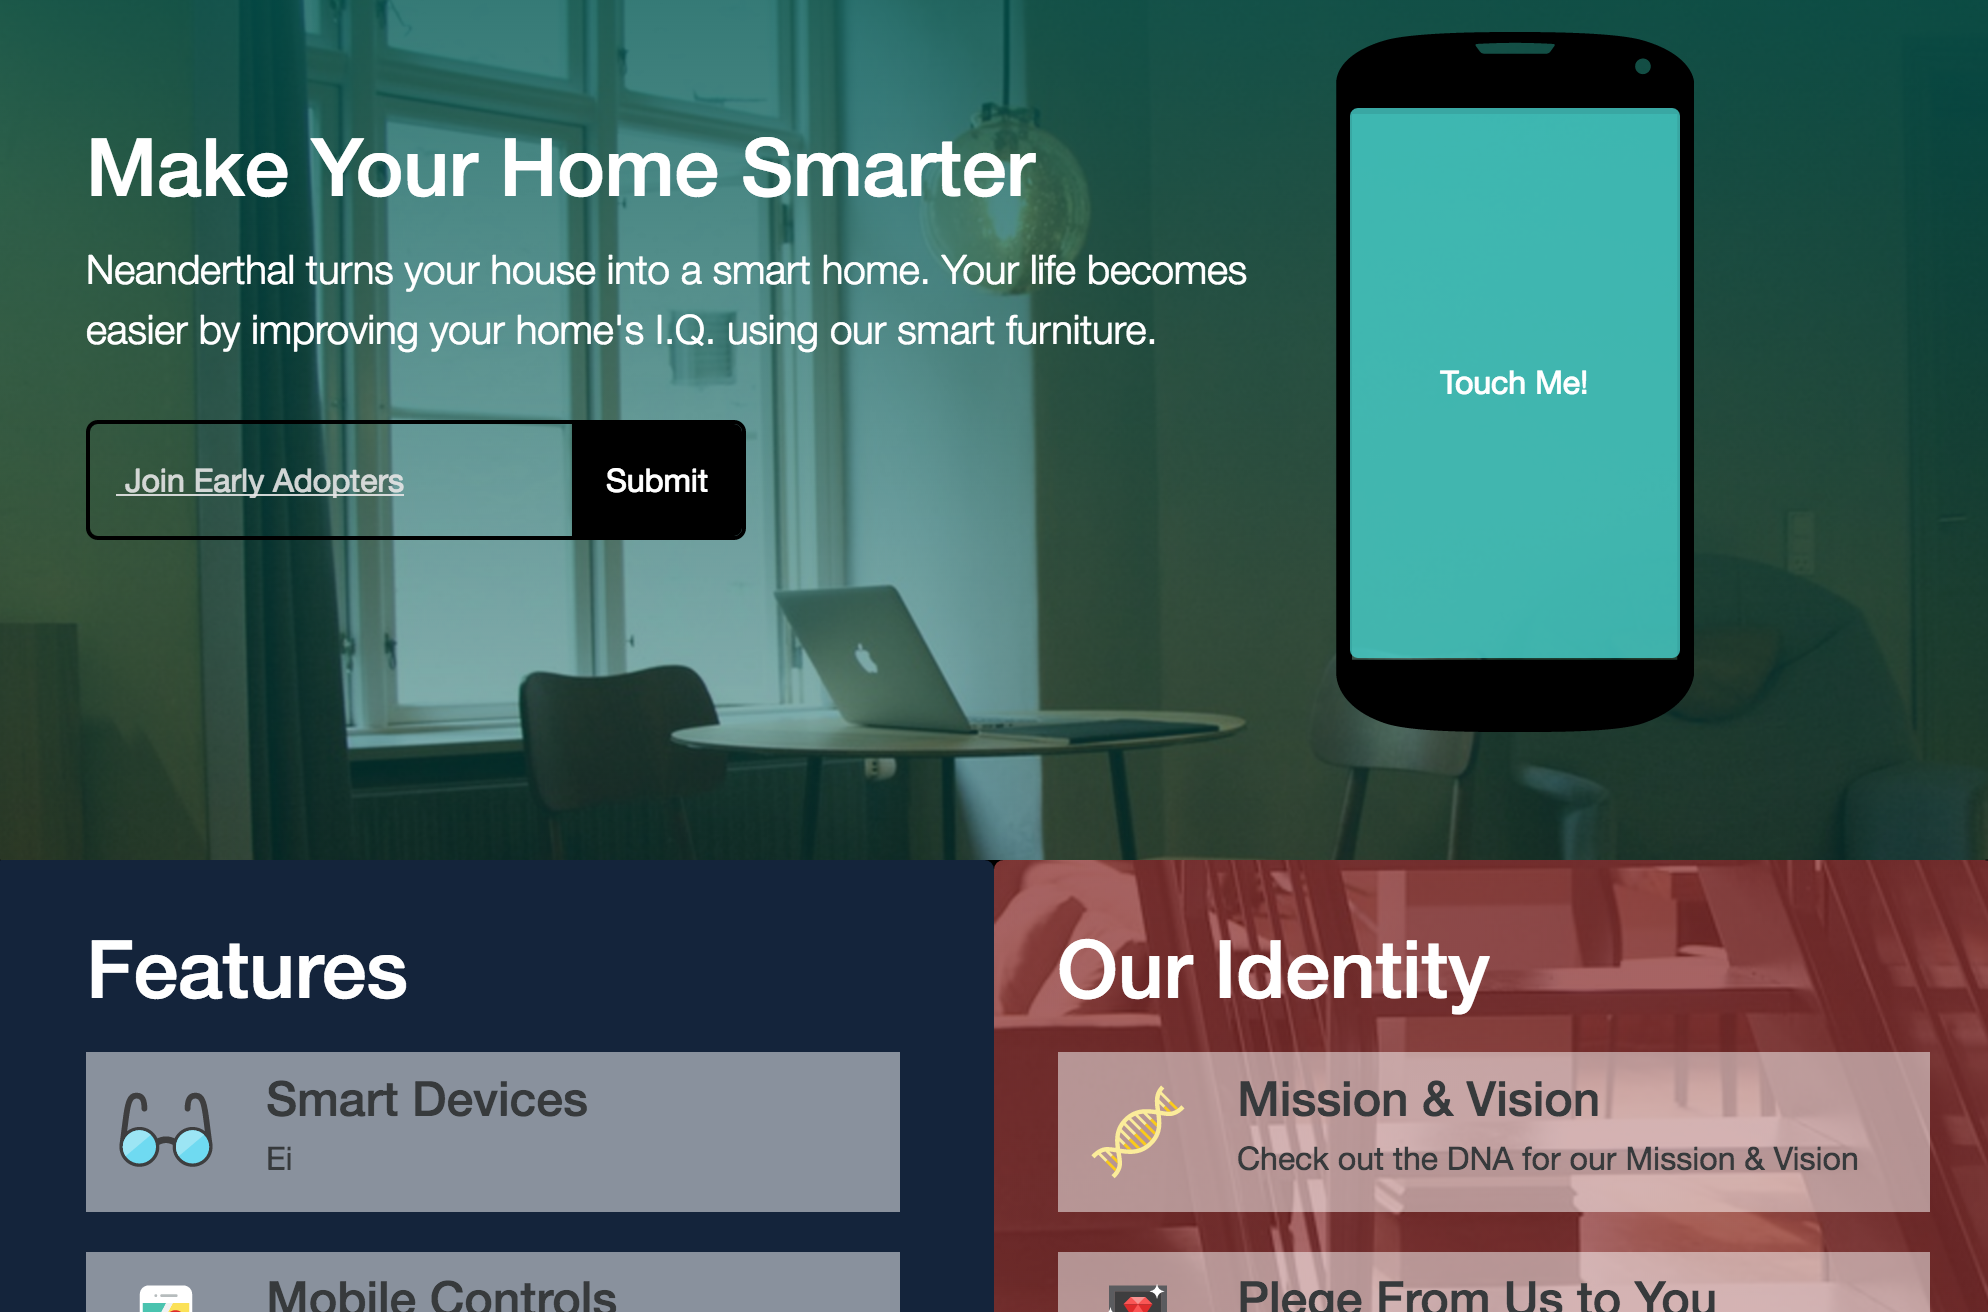 Make Your Home Smarter
Neanderthal turns your house into a smart home. Your life becomes
easier by improving your home's I.Q. using our smart furniture.
Join Early Adopters
Submit
Touch Me!
Features
Smart Devices
Ei
Mobile Controls
Our Identity
Mission & Vision
Check out the DNA for our Mission & Vision
Plege From Us to You